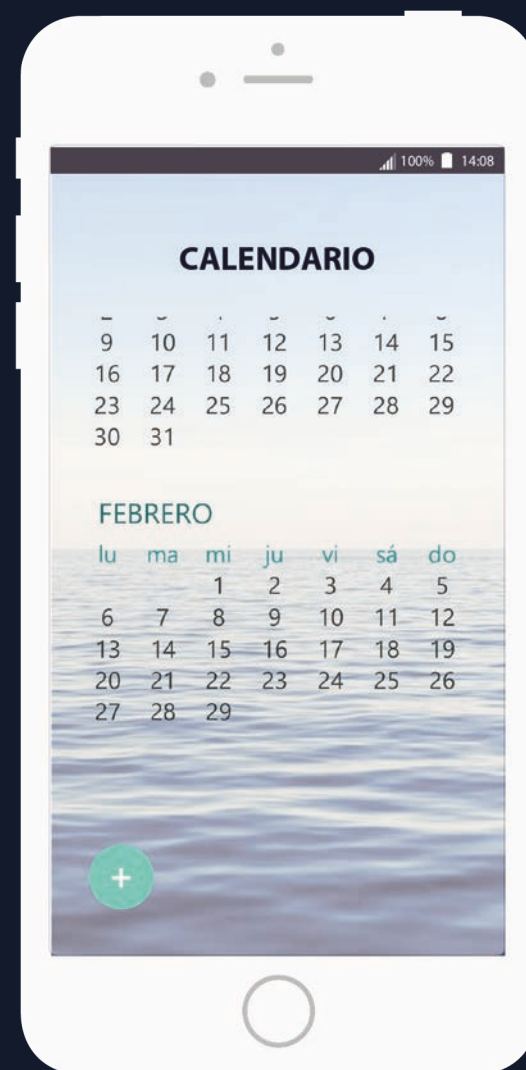 100% 14:08
CALENDARIO
9 10 11 12 13 14 15
16 17 18 19 20 21 22
23 24 25 26 27 28 29
30 31
FEBRERO
lu ma mi ju vi sá do
1 2 3 4 5
6 7 8 9 10 11 12
13 14 15 16 17 18 19
20 21 22 23 24 25 26
27 28 29
+